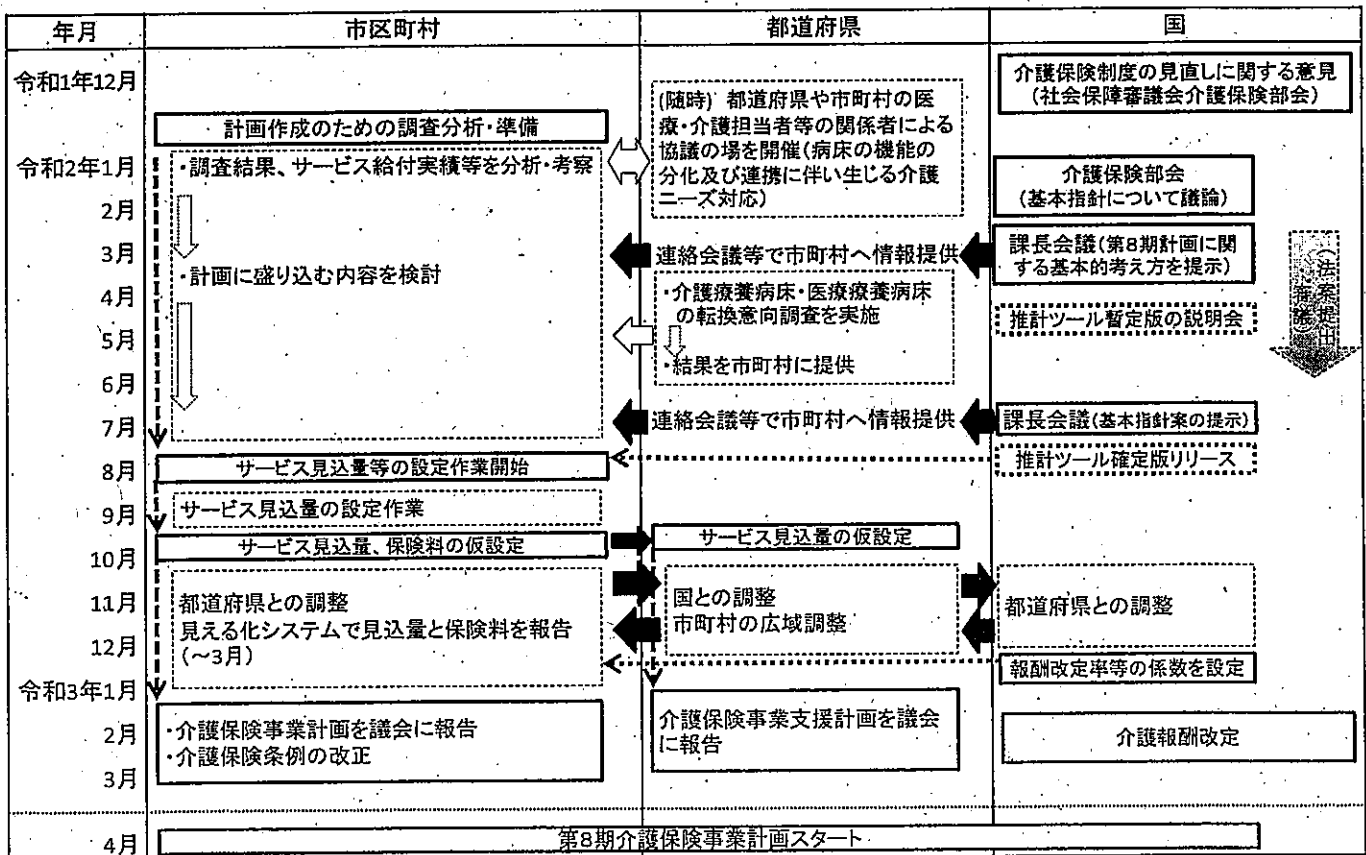 年月
市区町村
都道府県
国
令和1年12月
令和2年1月
2月
3月
4月
5月
6月
7月
8月
9月
10月
11月
12月
令和3年1月
2月
3月
4月
計画作成のための調査分析・準備
・調査結果、サービス給付実績等を分析・考察
・計画に盛り込む内容を検討
サービス見込量等の設定作業開始
サービス見込量の設定作業
サービス見込量、保険料の仮設定
都道府県との調整
見える化システムで見込量と保険料を報告
(~3月)
・介護保険事業計画を議会に報告
・介護保険条例の改正
(随時) 都道府県や市町村の医
療・介護担当者等の関係者による
協議の場を開催(病床の機能の
分化及び連携に伴い生じる介護
ニーズ対応)
連絡会議等で市町村へ情報提供
・介護療養病床・医療療養病床
の転換意向調査を実施
・結果を市町村に提供
連絡会議等で市町村へ情報提供
サービス見込量の仮設定
国との調整
市町村の広域調整
介護保険事業支援計画を議会
に報告
介護保険制度の見直しに関する意見
(社会保障審議会介護保険部会)
介護保険部会
(基本指針について議論)
課長会議(第8期計画に関
する基本的考え方を提示)
推計ツール暫定版の説明会
(法案提出
・審議)
課長会議(基本指針案の提示)
推計ツール確定版リリース
都道府県との調整
報酬改定率等の係数を設定
介護報酬改定
第8期介護保険事業計画スタート